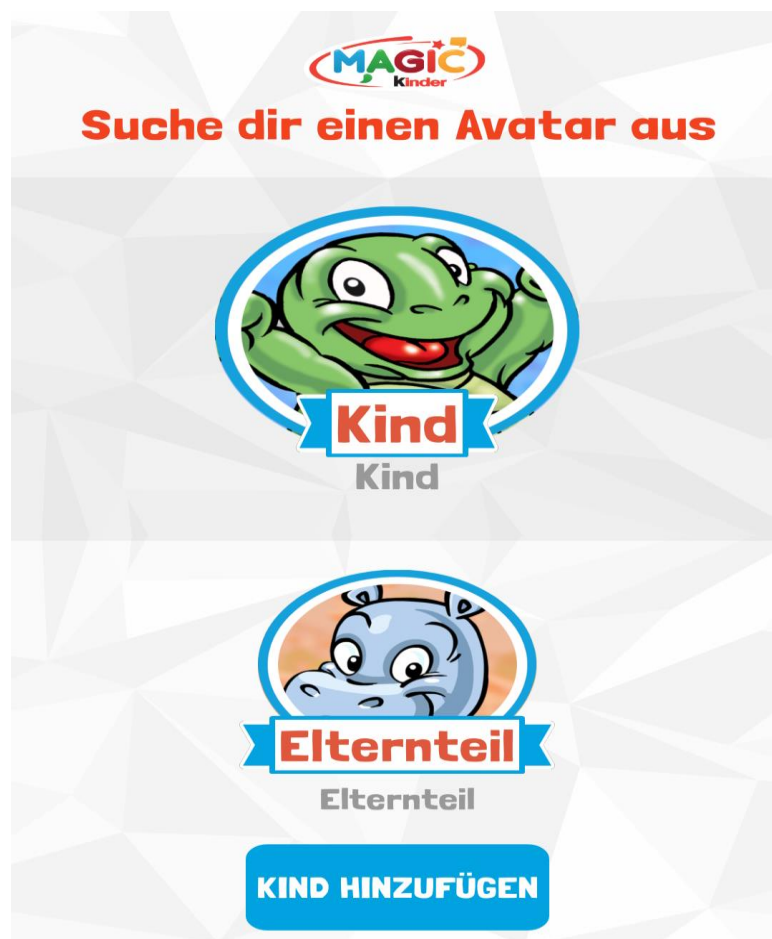 MAGIC
Kinder
Suche dir einen Avatar aus
Kind
Kind
Elternteil
Elternteil
KIND HINZUFÜGEN